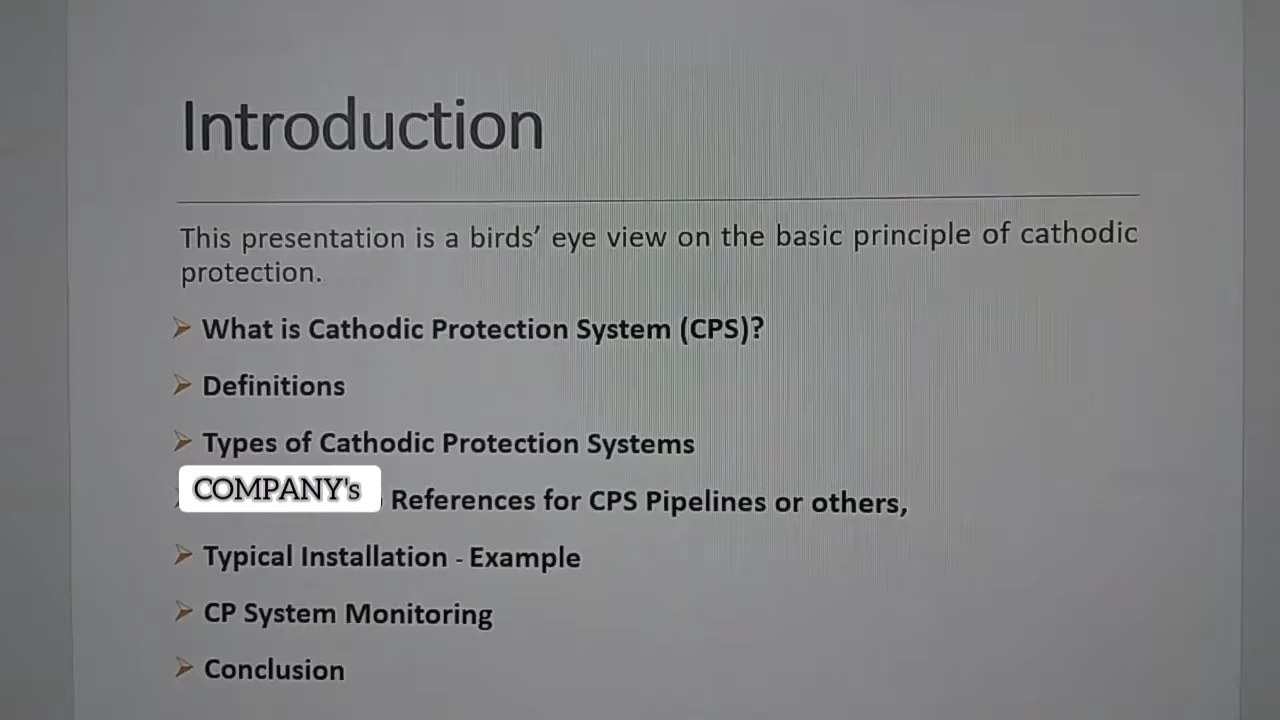 Introduction
This presentation is a birds’ eye view on the basic principle of cathodic
protection.
What is Cathodic Protection System (CPS)?
Definitions
Types of Cathodic Protection Systems
COMPANY's References for CPS Pipelines or others,
Typical Installation - Example
CP System Monitoring
Conclusion